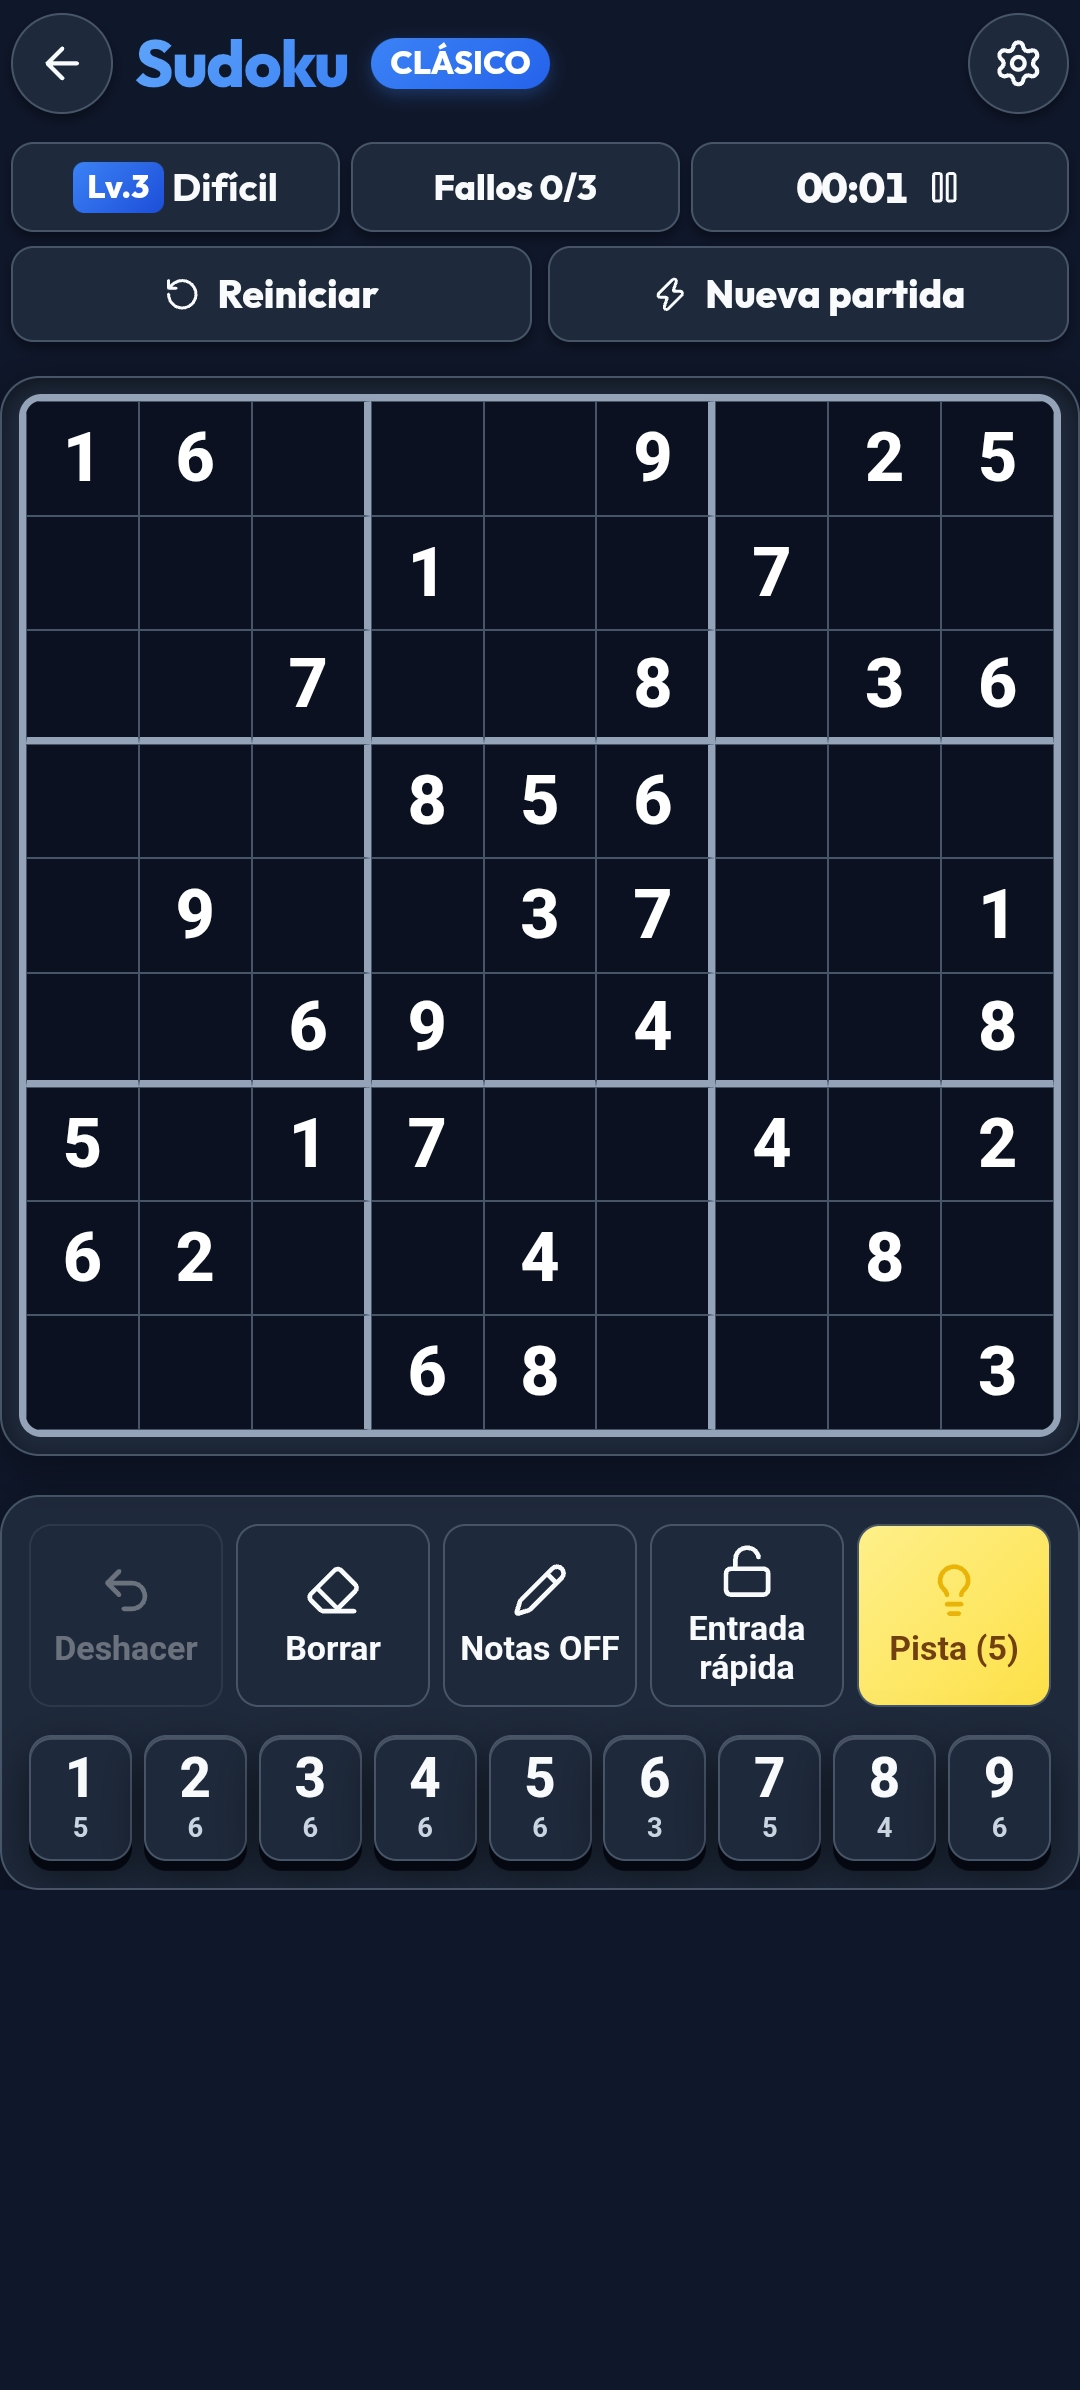 Sudoku CLÁSICO
Lv.3 Difícil Fallos 0/3 00:01
Reiniciar Nueva partida
1 6 9 2 5
1 7
7 8 3 6
8 5 6
9 3 7 1
6 9 4 8
5 1 7 4 2
6 2 4 8
6 8 3
Deshacer Borrar Notas OFF Entrada rápida Pista (5)
1 2 3 4 5 6 7 8 9
5 6 6 6 6 3 5 4 6